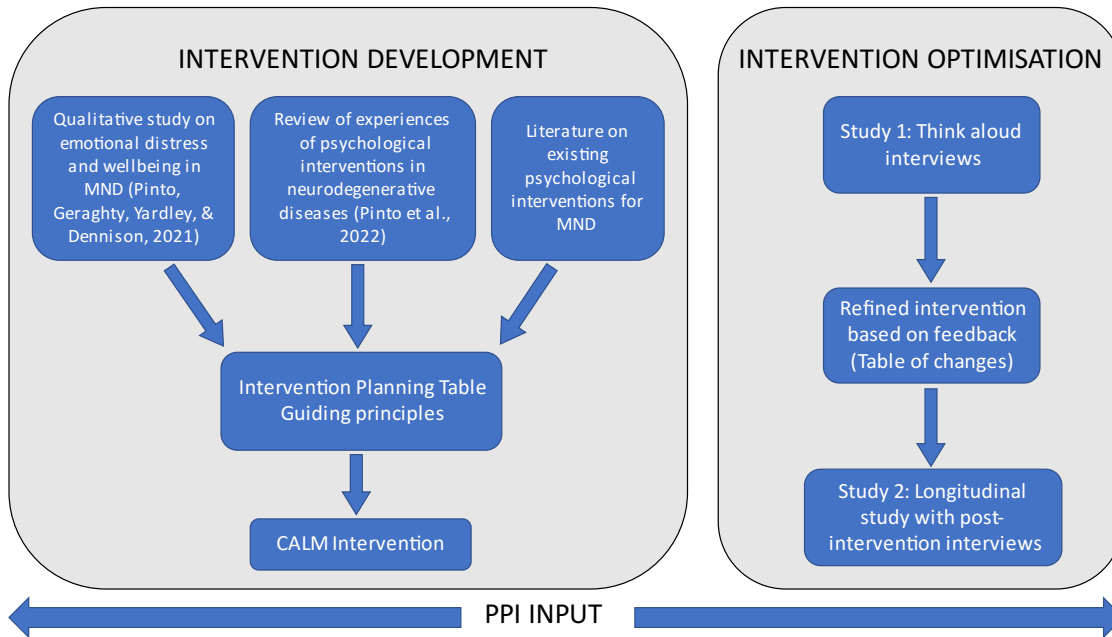 INTERVENTION DEVELOPMENT
Qualitative study on
emotional distress
and wellbeing in
MND (Pinto,
Geraghty, Yardley, &
Dennison, 2021)
Review of experiences
of psychological
interventions in
neurodegenerative
diseases (Pinto et al.,
2022)
Literature on
existing
psychological
interventions for
MND
Intervention Planning Table
Guiding principles
CALM Intervention
INTERVENTION OPTIMISATION
Study 1: Think aloud
interviews
Refined intervention
based on feedback
(Table of changes)
Study 2: Longitudinal
study with post-
intervention interviews
PPI INPUT